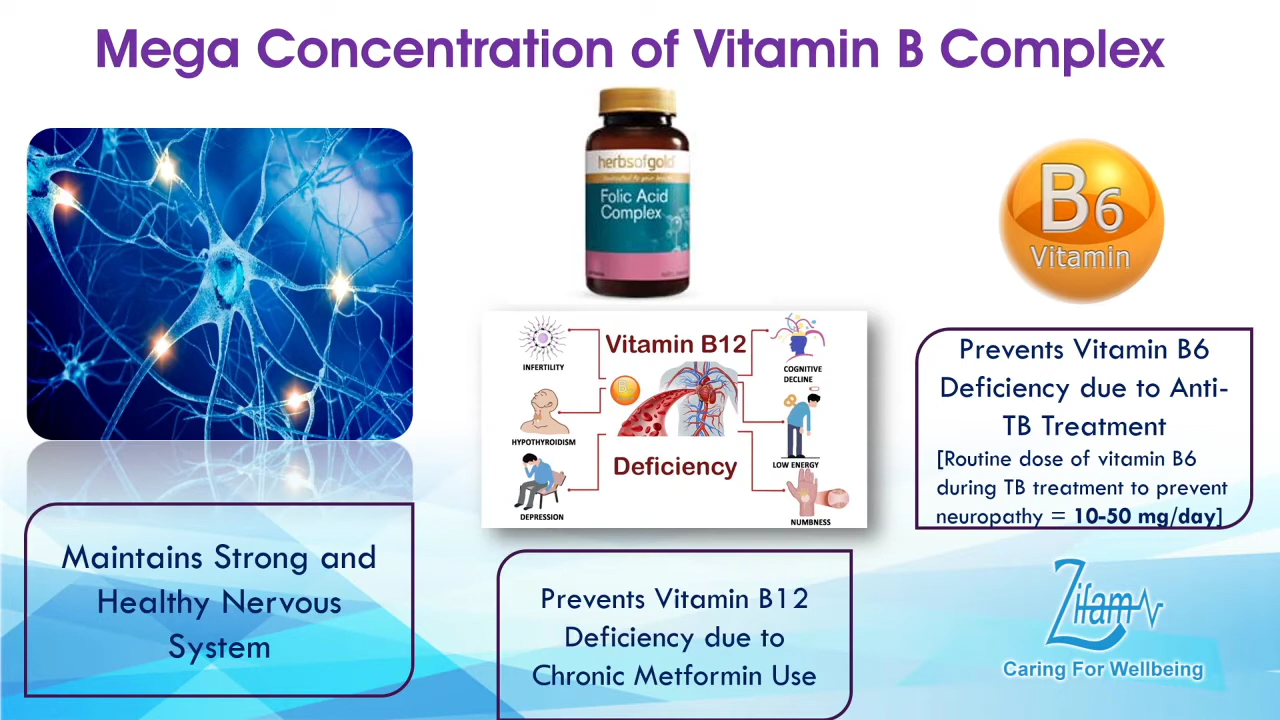 Mega Concentration of Vitamin B Complex
herbsofgold
Folic Acid
Complex
B6
Vitamin
Vitamin B12
Deficiency
INFERTILITY
HYPOTHYROIDISM
DEPRESSION
COGNITIVE
DECLINE
LOW ENERGY
NUMBNESS
Maintains Strong and
Healthy Nervous
System
Prevents Vitamin B12
Deficiency due to
Chronic Metformin Use
Prevents Vitamin B6
Deficiency due to Anti-
TB Treatment
[Routine dose of vitamin B6
during TB treatment to prevent
neuropathy = 10-50 mg/day]
Zifam
Caring For Wellbeing